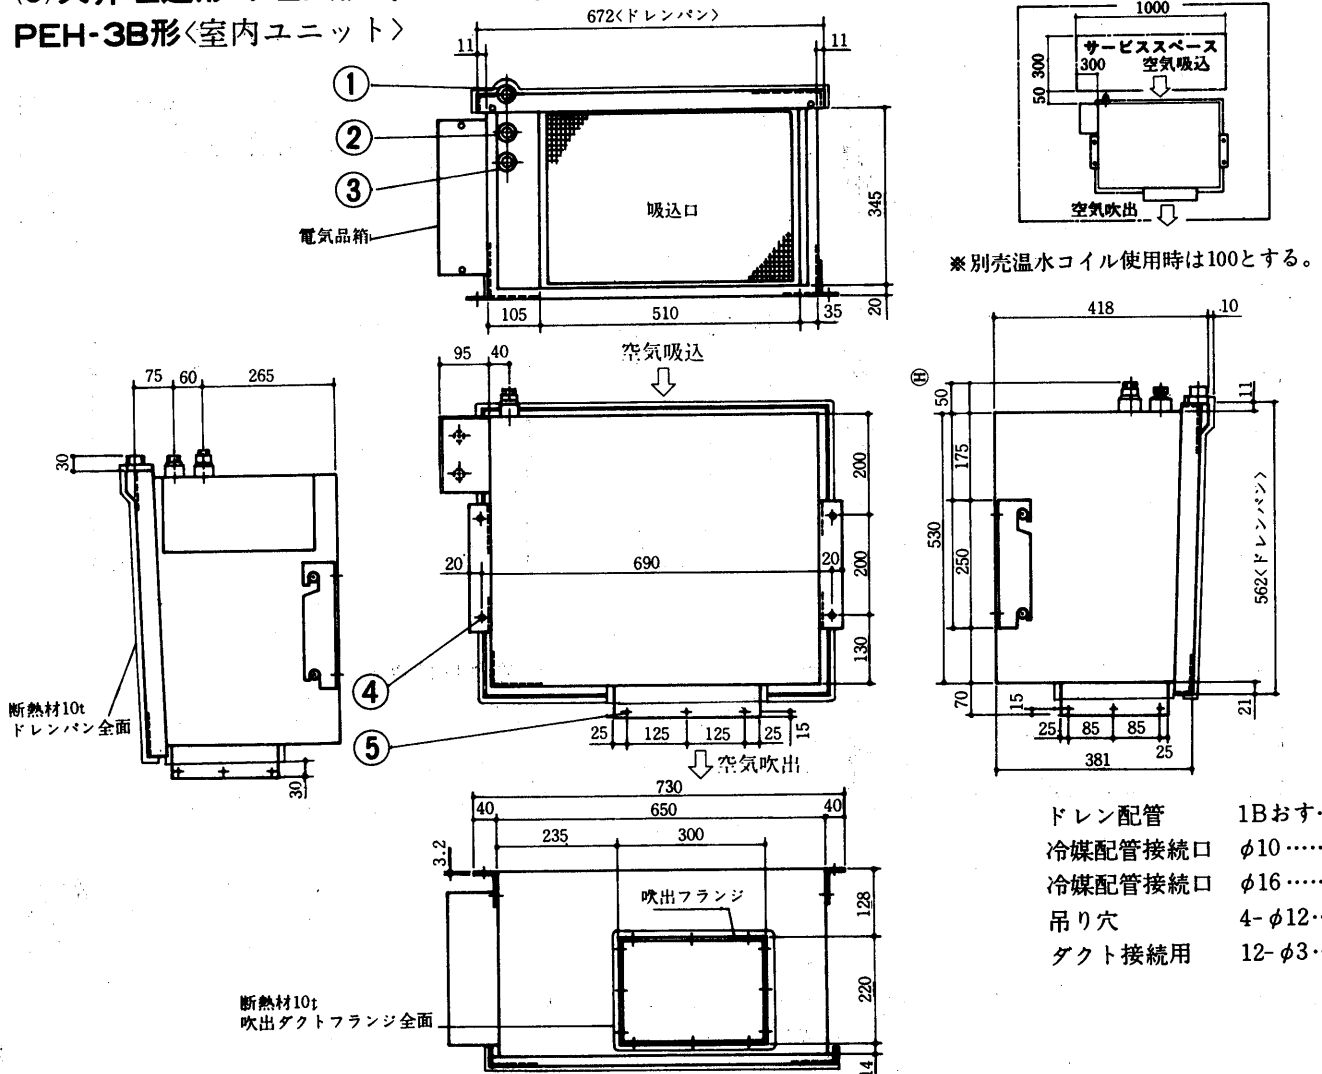 PEH-3B形〈室内ユニット〉
672〈ドレンパン〉
11
11
①
②
③
電気品箱
吸込口
345
20
105
510
35
1000
サービススペース
300
空気吸込
300
50
空気吹出
※別売温水コイル使用時は100とする。
75
60
265
30
断熱材10t
ドレンパン全面
30
95
40
空気吸込
200
200
130
20
690
20
④
⑤
25
125
125
25
15
空気吹出
418
10
Ⓗ
50
11
175
530
250
562〈ドレンパン〉
70
15
21
25
85
85
25
381
730
40
650
40
235
300
3.2
吹出フランジ
128
220
14
断熱材10t
吹出ダクトフランジ全面
ドレン配管 1Bおす‥
冷媒配管接続口 φ10‥‥
冷媒配管接続口 φ16‥‥
吊り穴 4-φ12‥
ダクト接続用 12-φ3‥